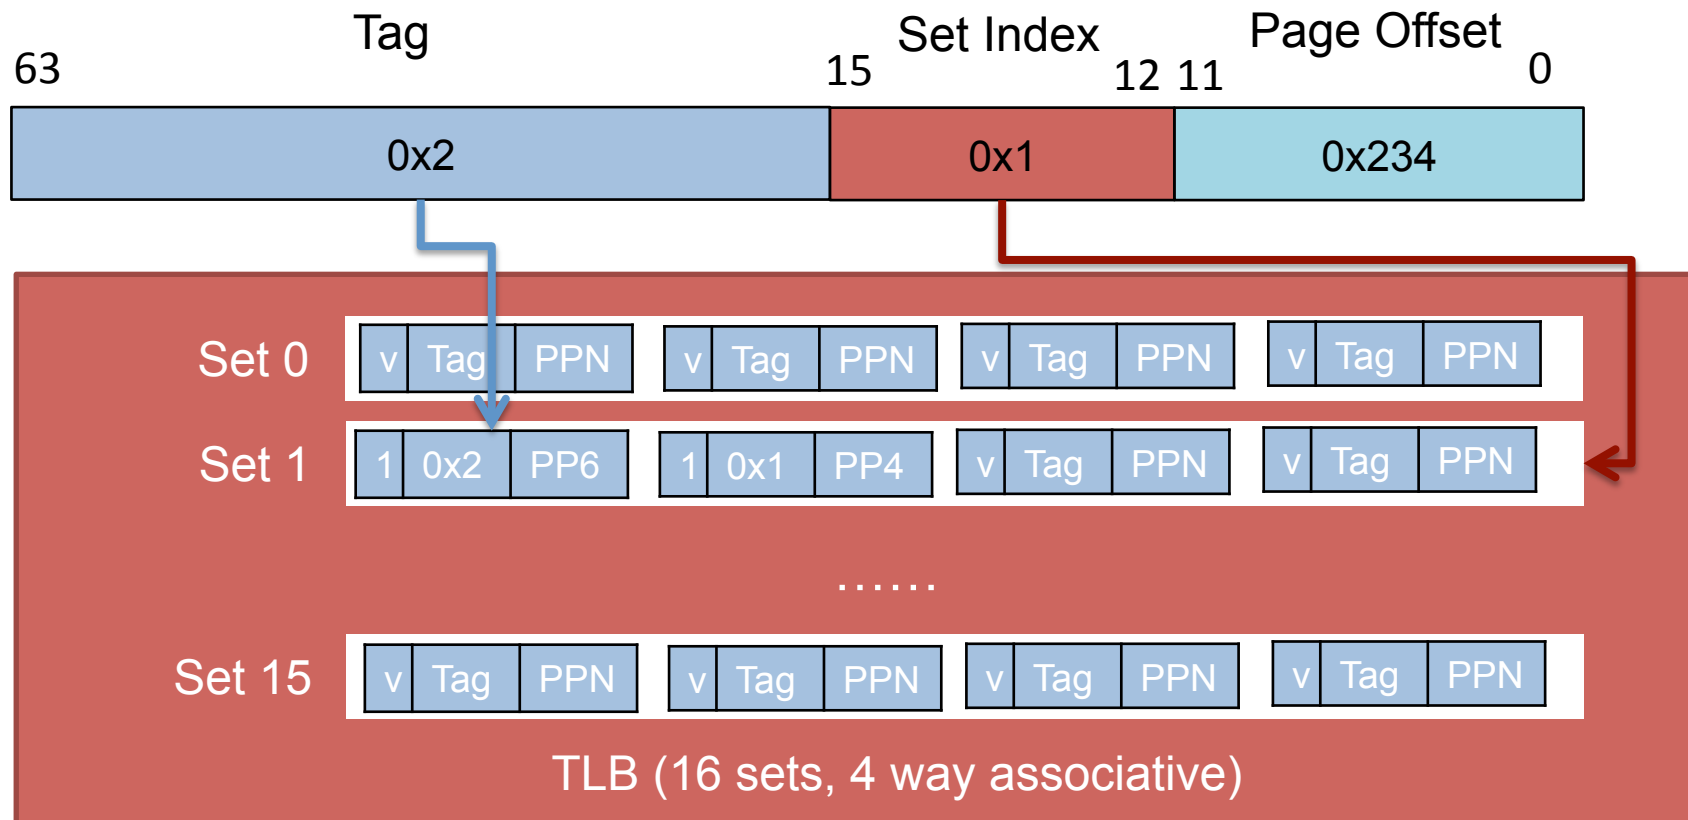 Tag Set Index Page Offset
63 15 12 11 0
0x2 0x1 0x234
Set 0 v Tag PPN v Tag PPN v Tag PPN v Tag PPN
Set 1 1 0x2 PP6 1 0x1 PP4 v Tag PPN v Tag PPN
......
Set 15 v Tag PPN v Tag PPN v Tag PPN v Tag PPN
TLB (16 sets, 4 way associative)